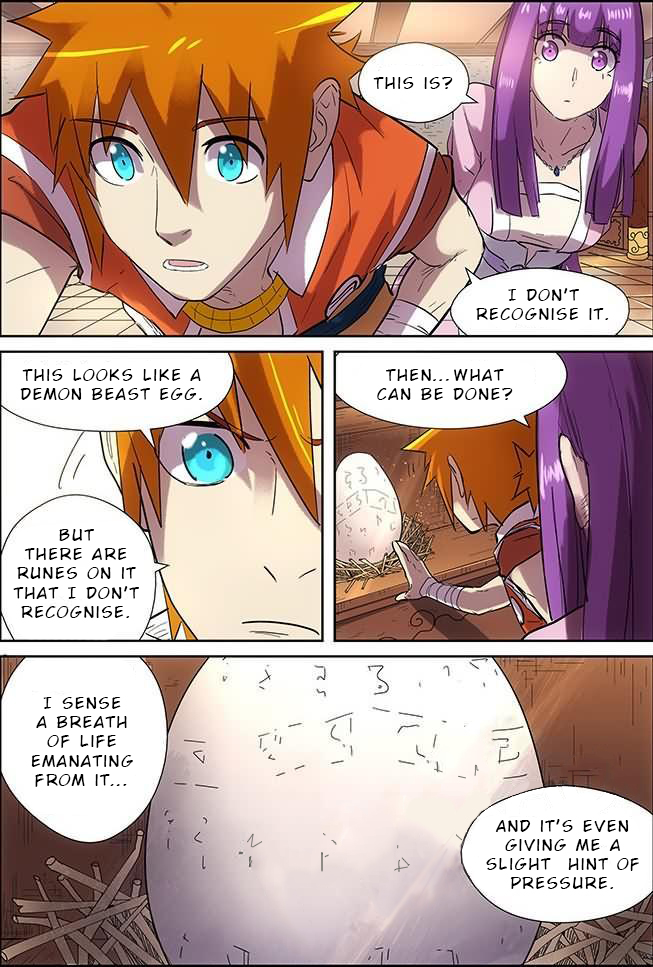 THIS IS?
I DON'T
RECOGNISE IT.
THIS LOOKS LIKE A
DEMON BEAST EGG.
BUT
THERE ARE
RUNES ON IT
THAT I DON'T
RECOGNISE.
THEN...WHAT
CAN BE DONE?
I SENSE
A BREATH
OF LIFE
EMANATING
FROM IT...
AND IT'S EVEN
GIVING ME A
SLIGHT HINT OF
PRESSURE.